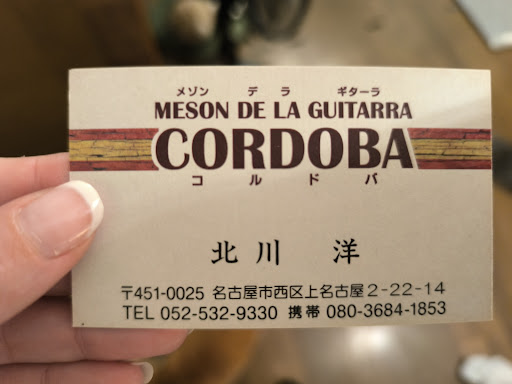 メゾン デ ラ ギターラ
MESON DE LA GUITARRA
CORDOBA
コルドバ
北川 洋
〒451-0025 名古屋市西区上名古屋2-22-14
TEL 052-532-9330 携帯 080-3684-1853